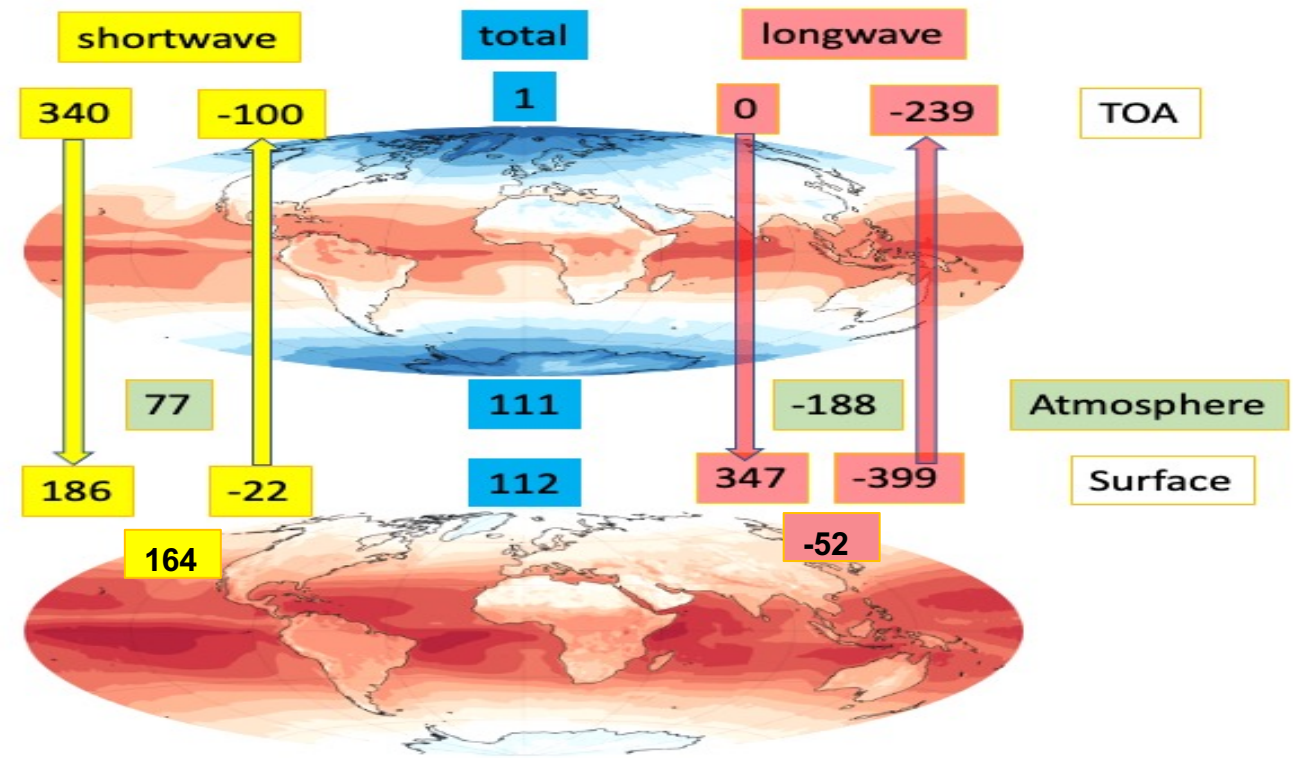 shortwave total longwave
340 -100 1 0 -239 TOA
77 111 -188 Atmosphere
186 -22 112 347 -399 Surface
164 -52